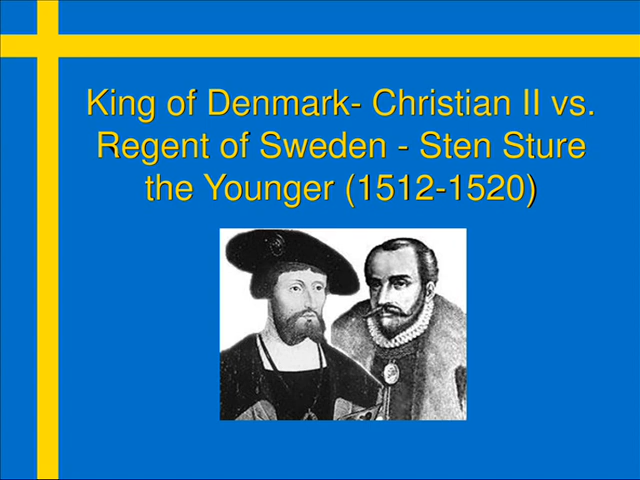 King of Denmark- Christian II vs.
Regent of Sweden - Sten Sture
the Younger (1512-1520)